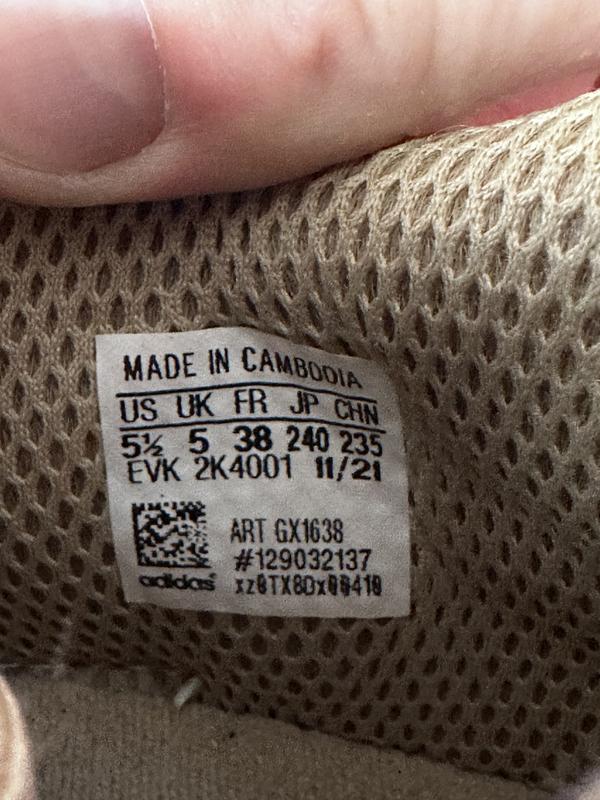 MADE IN CAMBODIA
US UK FR JP CHN
5½ 5 38 240 235
EVK 2K4001 11/21
ART GX1638
#129032137
adidas